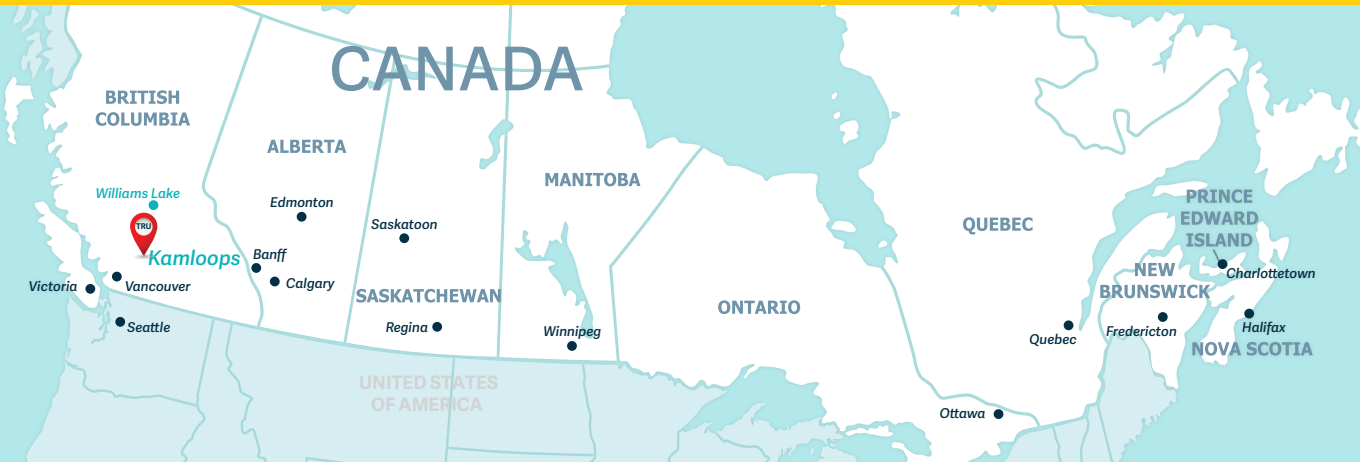 CANADA
BRITISH
COLUMBIA
ALBERTA
MANITOBA
Williams Lake
TRU
Kamloops
Edmonton
Saskatoon
Banff
Calgary
Victoria
Vancouver
Seattle
SASKATCHEWAN
Regina
Winnipeg
ONTARIO
QUEBEC
PRINCE
EDWARD
ISLAND
Charlottetown
NEW
BRUNSWICK
Fredericton
Halifax
NOVA SCOTIA
Quebec
Ottawa
UNITED STATES
OF AMERICA